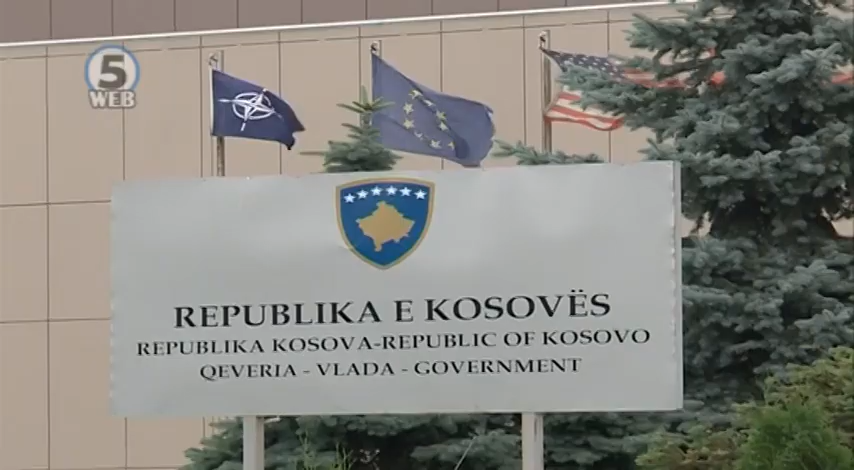 5
WEB
REPUBLIKA E KOSOVËS
REPUBLIKA KOSOVA-REPUBLIC OF KOSOVO
QEVERIA - VLADA - GOVERNMENT